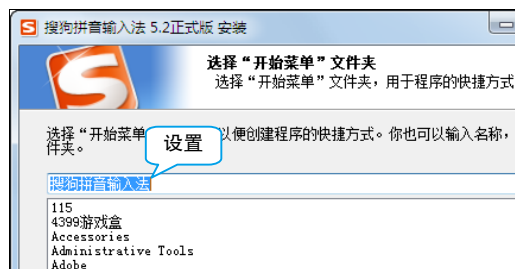 搜狗拼音输入法 5.2正式版 安装
选择“开始菜单”文件夹
选择“开始菜单”文件夹，用于程序的快捷方式
选择“开始菜单 以便创建程序的快捷方式。你也可以输入名称，
件夹。
设置
搜狗拼音输入法
115
4399游戏盒
Accessories
Administrative Tools
Adobe